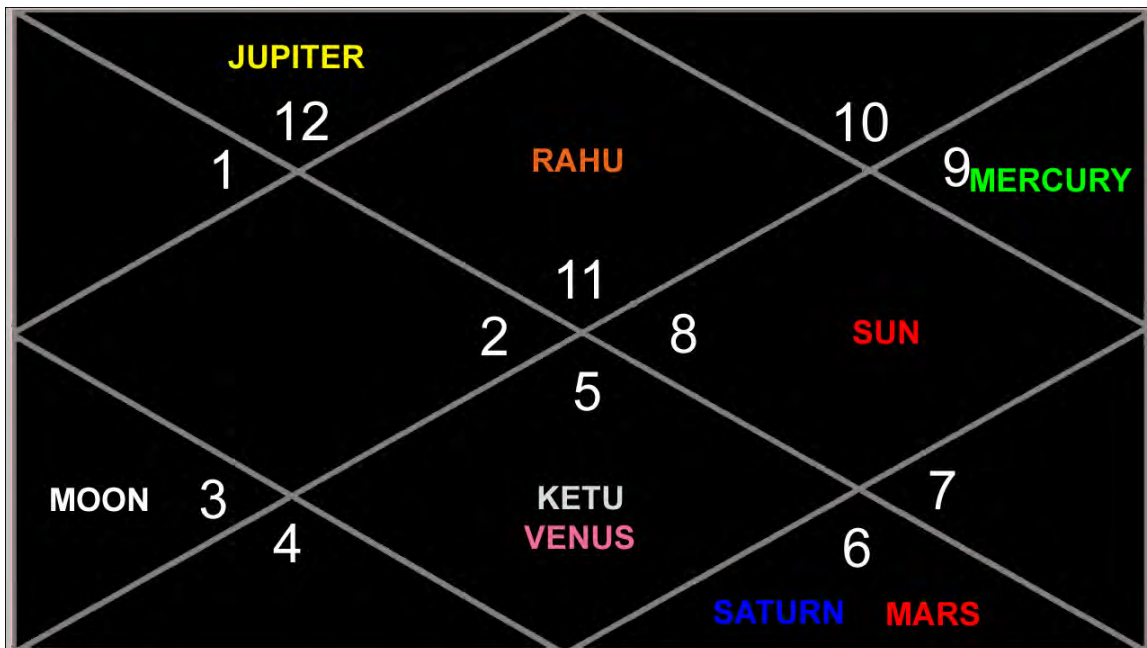 JUPITER
12
10
1
RAHU
9 MERCURY
11
2
8
SUN
5
MOON
3
KETU
7
VENUS
4
6
SATURN
MARS